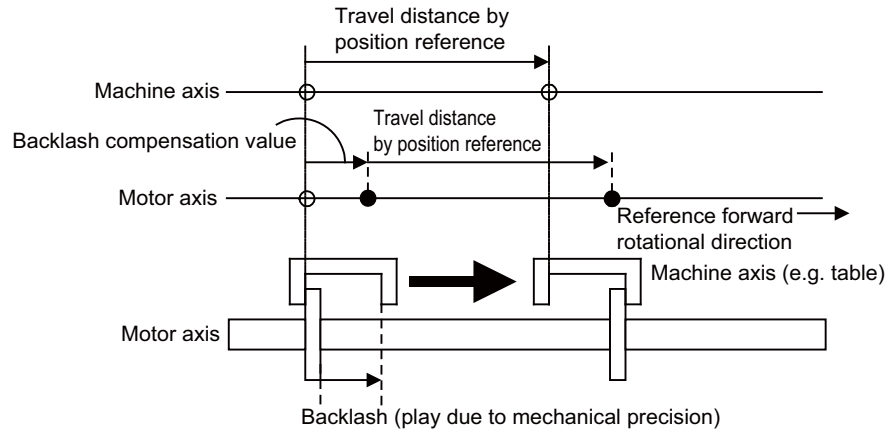 Travel distance by
position reference
Machine axis
Travel distance
by position reference
Backlash compensation value
Motor axis
Reference forward
rotational direction
Machine axis (e.g. table)
Motor axis
Backlash (play due to mechanical precision)